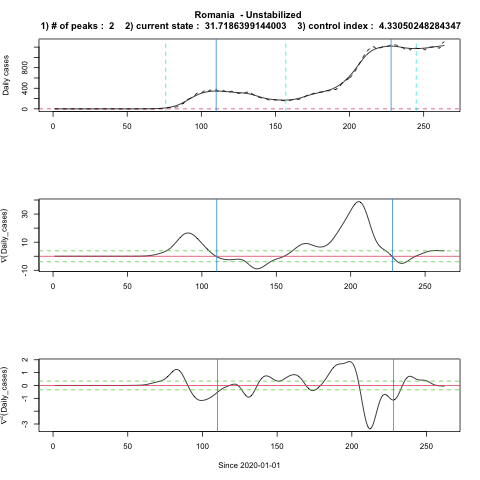 Romania - Unstabilized
1) # of peaks : 2 2) current state : 31.7186399144003 3) control index : 4.33050248284347
Daily cases
0 400 800
0 50 100 150 200 250
∇(Daily_cases)
-10 10 30
0 50 100 150 200 250
∇²(Daily_cases)
-3 -1 0 1 2
0 50 100 150 200 250
Since 2020-01-01